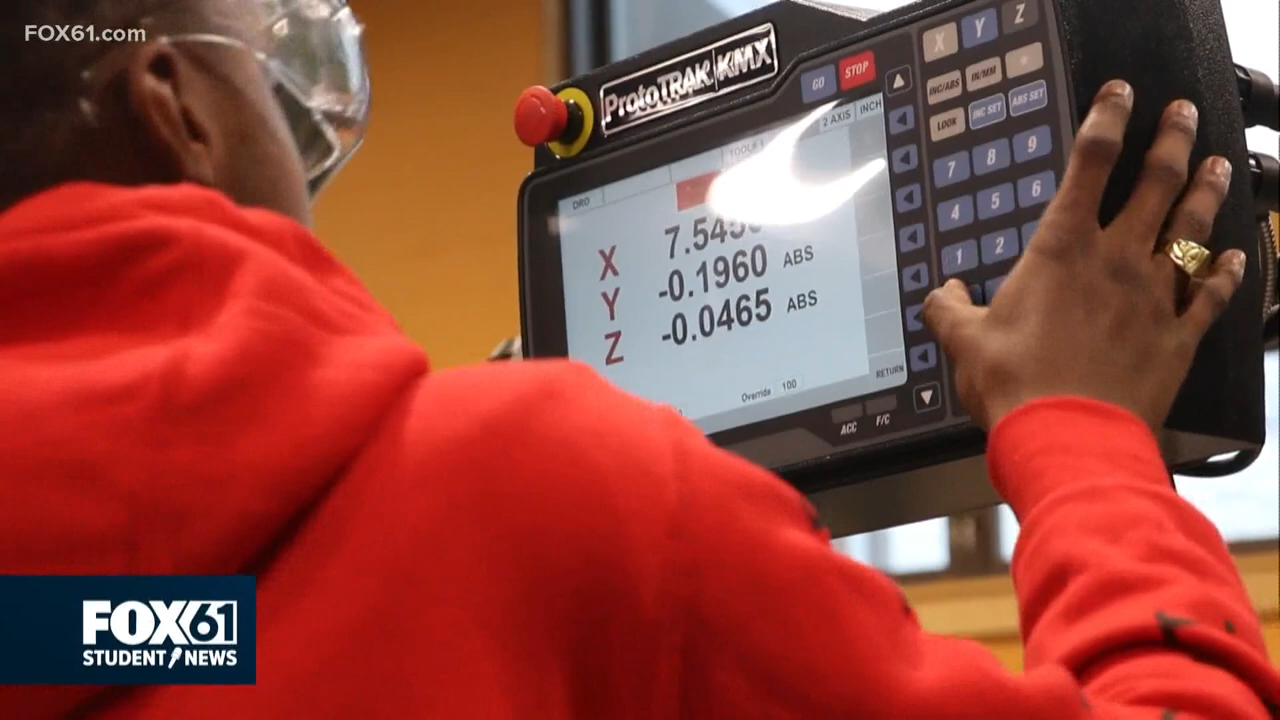 FOX61.com
ProtoTRAK KMX
GO STOP
X Y Z
INC/ABS IN/MM
LOOK INC SET ABS SET
7 8 9
4 5 6
1 2
2 AXIS INCH
DRO
X
Y -0.1960 ABS
Z -0.0465 ABS
Override 100
RETURN
ACC F/C
FOX61
STUDENT NEWS